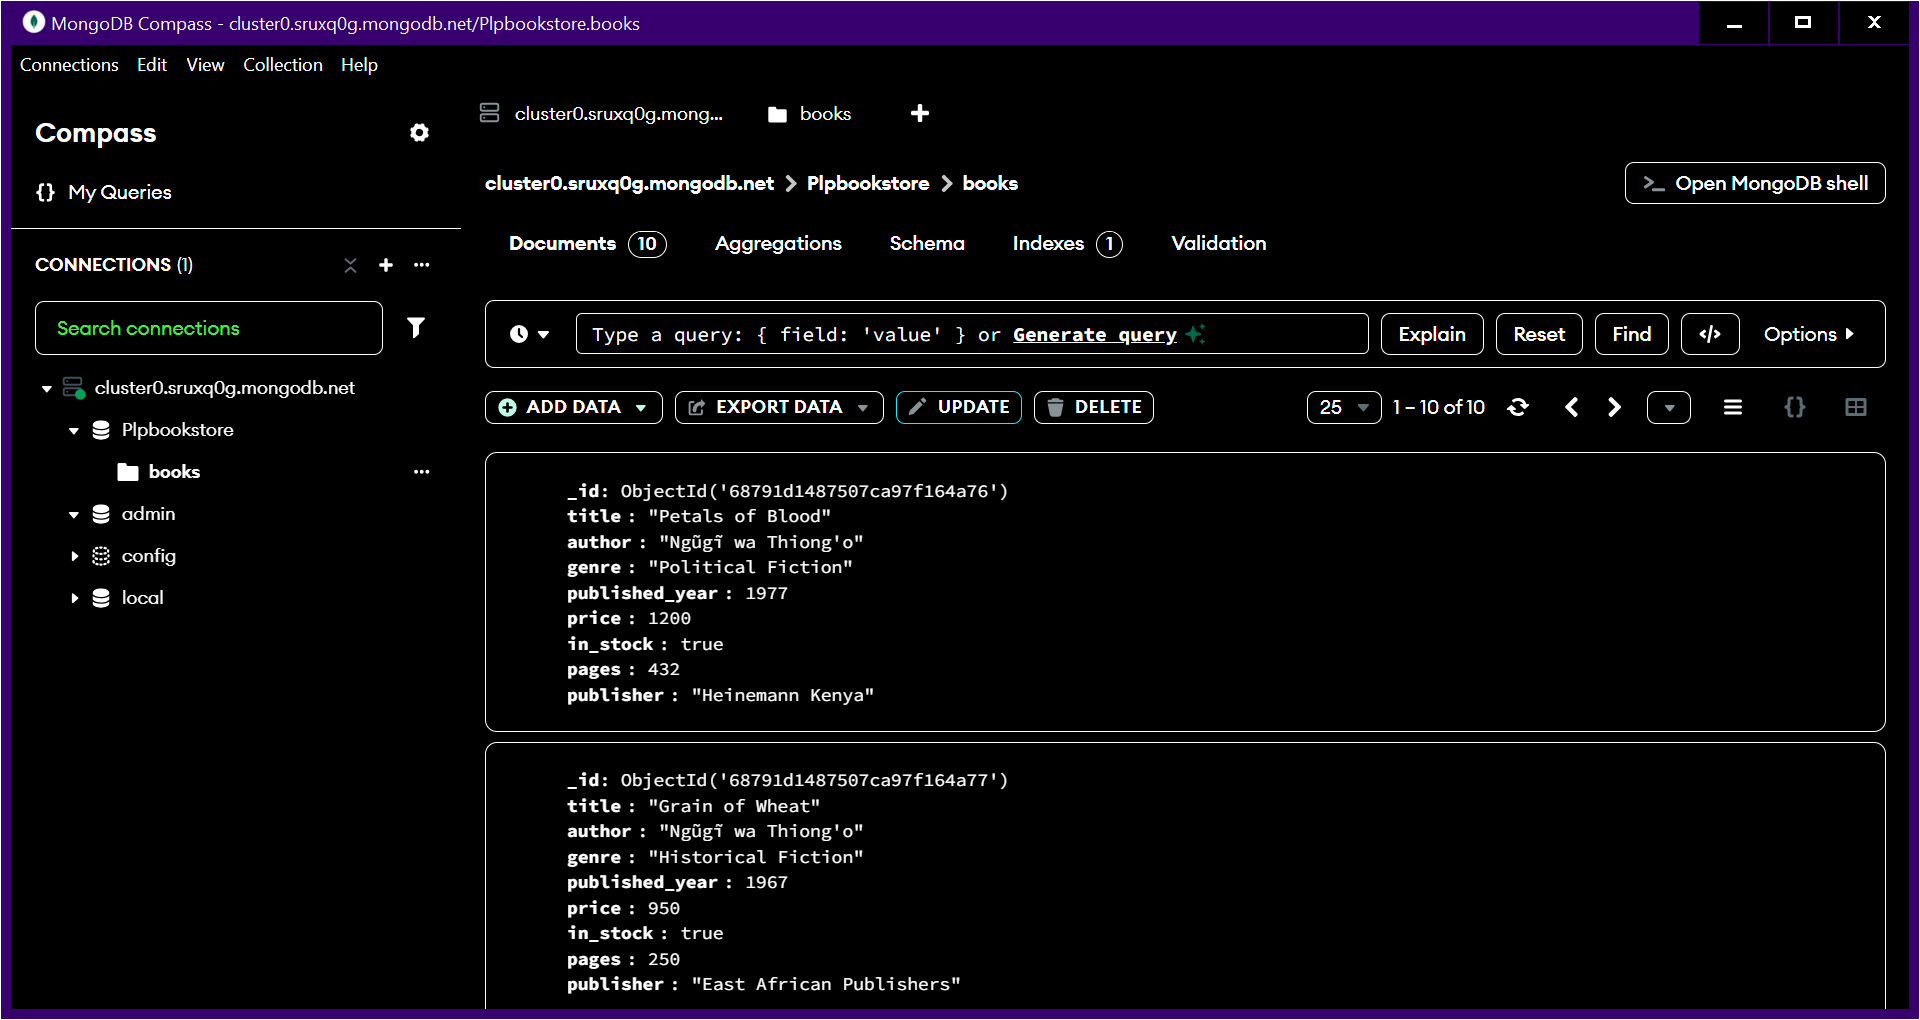 MongoDB Compass - cluster0.sruxq0g.mongodb.net/Plpbookstore.books
Connections Edit View Collection Help
Compass
{} My Queries
CONNECTIONS (1)
Search connections
cluster0.sruxq0g.mongodb.net
Plpbookstore
books
admin
config
local
cluster0.sruxq0g.mong... books
cluster0.sruxq0g.mongodb.net > Plpbookstore > books
>_ Open MongoDB shell
Documents 10 Aggregations Schema Indexes 1 Validation
Type a query: { field: 'value' } or Generate query Explain Reset Find </> Options
ADD DATA EXPORT DATA UPDATE DELETE 25 1 – 10 of 10 {}
_id: ObjectId('68791d1487507ca97f164a76')
title : "Petals of Blood"
author : "Ngũgĩ wa Thiong'o"
genre : "Political Fiction"
published_year : 1977
price : 1200
in_stock : true
pages : 432
publisher : "Heinemann Kenya"
_id: ObjectId('68791d1487507ca97f164a77')
title : "Grain of Wheat"
author : "Ngũgĩ wa Thiong'o"
genre : "Historical Fiction"
published_year : 1967
price : 950
in_stock : true
pages : 250
publisher : "East African Publishers"